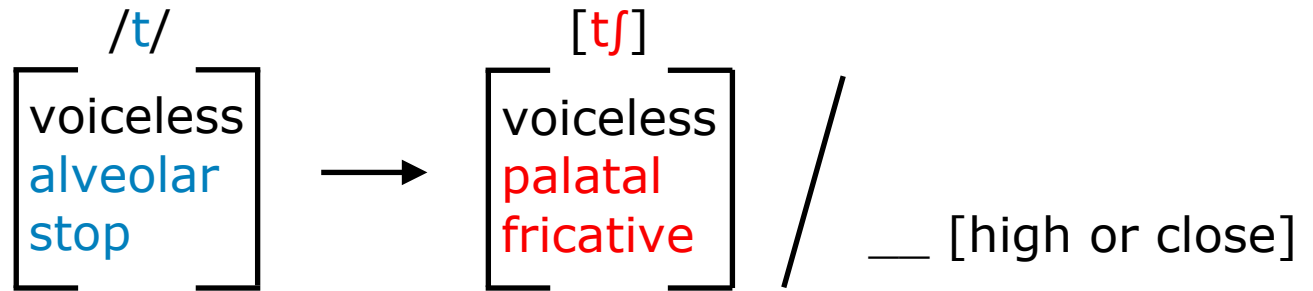 /t/ [tʃ]
voiceless voiceless
alveolar palatal
stop fricative __ [high or close]